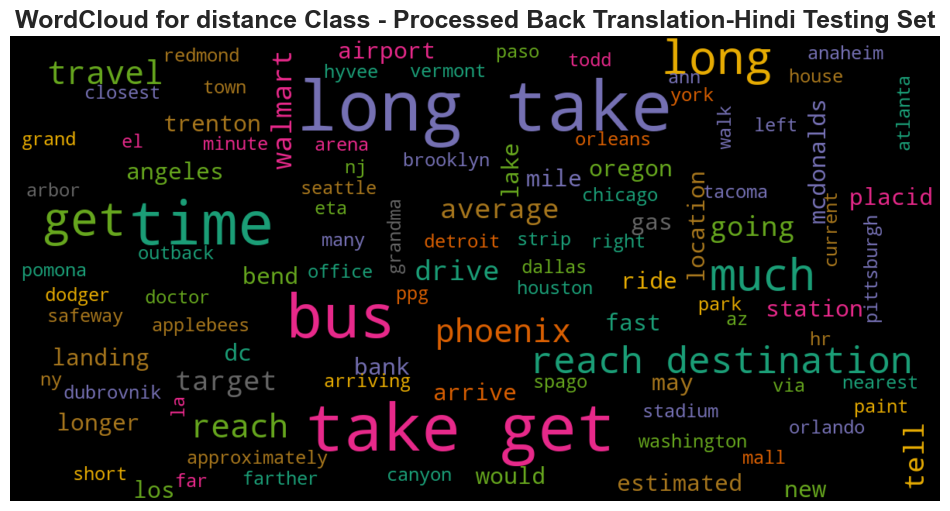 WordCloud for distance Class - Processed Back Translation-Hindi Testing Set
redmond
airport
paso
todd
long
anaheim
travel
closest
town
walmart
hyvee
vermont
ann
house
york
long take
grand
el
minute
trenton
arena
orleans
walk
left
mcdonalds
atlanta
brooklyn
nj
angeles
lake
mile
oregon
arbor
seattle
chicago
tacoma
placid
get
time
eta
grandma
average
gas
location
going
current
pittsburgh
many
detroit
strip
right
outback
pomona
bend
office
drive
dallas
houston
ride
much
dodger
doctor
ppg
park
az
station
safeway
applebees
bus
phoenix
fast
hr
landing
dc
bank
reach destination
ny
dubrovnik
target
arriving
arrive
spago
may
via
nearest
la
longer
reach
take get
stadium
paint
orlando
washington
tell
approximately
mall
short
los
far
farther
canyon
would
estimated
new